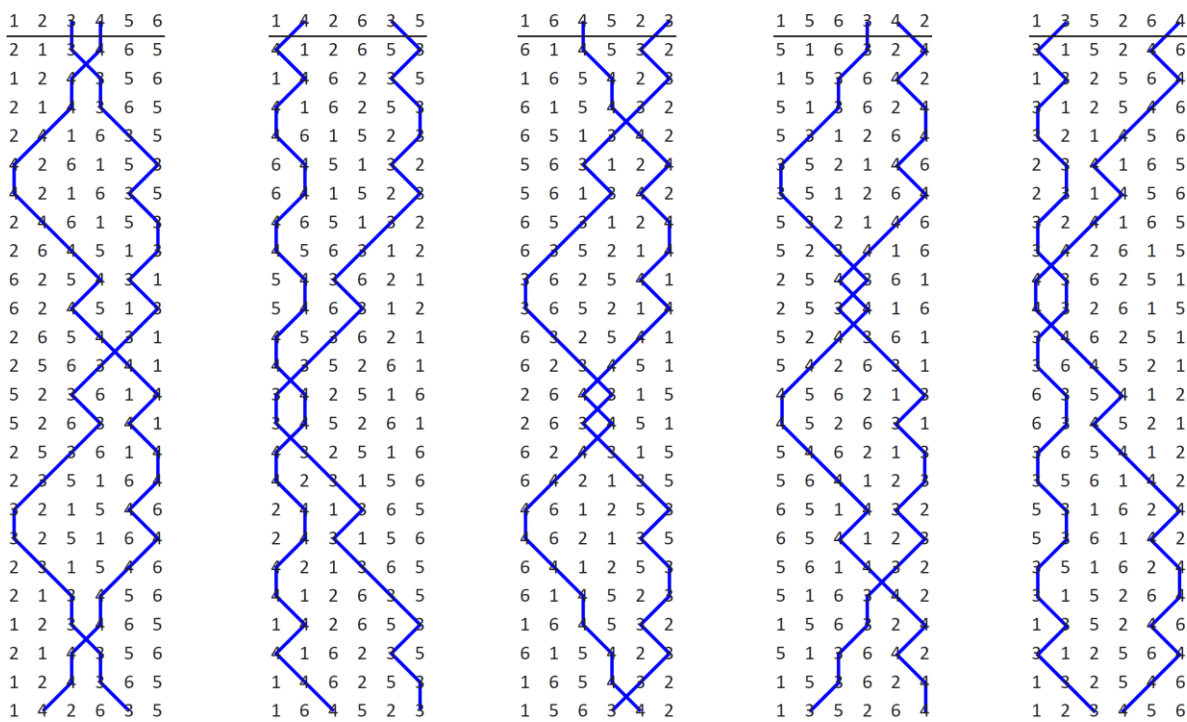 1 2 3 4 5 6 1 4 2 6 3 5 1 6 4 5 2 3 1 5 6 3 4 2 1 3 5 2 6 4
2 1 3 4 6 5 4 1 2 6 5 3 6 1 4 5 3 2 5 1 6 3 2 4 3 1 5 2 4 6
1 2 4 3 5 6 1 4 6 2 3 5 1 6 5 4 2 3 1 5 3 6 4 2 1 3 2 5 6 4
2 1 4 3 6 5 4 1 6 2 5 3 6 1 5 4 3 2 5 1 3 6 2 4 3 1 2 5 4 6
2 4 1 6 3 5 4 6 1 5 2 3 6 5 1 3 4 2 5 3 1 2 6 4 3 2 1 4 5 6
4 2 6 1 5 3 6 4 5 1 3 2 5 6 3 1 2 4 3 5 2 1 4 6 2 3 4 1 6 5
4 2 1 6 3 5 6 4 1 5 2 3 5 6 1 3 4 2 3 5 1 2 6 4 2 3 1 4 5 6
2 4 6 1 5 3 4 6 5 1 3 2 6 5 3 1 2 4 5 3 2 1 4 6 3 2 4 1 6 5
2 6 4 5 1 3 4 5 6 3 1 2 6 3 5 2 1 4 5 2 3 4 1 6 3 4 2 6 1 5
6 2 5 4 3 1 5 4 3 6 2 1 3 6 2 5 4 1 2 5 4 3 6 1 4 3 6 2 5 1
6 2 4 5 1 3 5 4 6 3 1 2 3 6 5 2 1 4 2 5 3 4 1 6 4 3 2 6 1 5
2 6 5 4 3 1 4 5 3 6 2 1 6 3 2 5 4 1 5 2 4 3 6 1 3 4 6 2 5 1
2 5 6 3 4 1 4 3 5 2 6 1 6 2 3 4 5 1 5 4 2 6 3 1 3 6 4 5 2 1
5 2 3 6 1 4 3 4 2 5 1 6 2 6 4 3 1 5 4 5 6 2 1 3 6 3 5 4 1 2
5 2 6 3 4 1 3 4 5 2 6 1 2 6 3 4 5 1 4 5 2 6 3 1 6 3 4 5 2 1
2 5 3 6 1 4 4 3 2 5 1 6 6 2 4 3 1 5 5 4 6 2 1 3 3 6 5 4 1 2
2 3 5 1 6 4 4 2 3 1 5 6 6 4 2 1 3 5 5 6 4 1 2 3 3 5 6 1 4 2
3 2 1 5 4 6 2 4 1 3 6 5 4 6 1 2 5 3 6 5 1 4 3 2 5 3 1 6 2 4
3 2 5 1 6 4 2 4 3 1 5 6 4 6 2 1 3 5 6 5 4 1 2 3 5 3 6 1 4 2
2 3 1 5 4 6 4 2 1 3 6 5 6 4 1 2 5 3 5 6 1 4 3 2 3 5 1 6 2 4
2 1 3 4 5 6 4 1 2 6 3 5 6 1 4 5 2 3 5 1 6 3 4 2 3 1 5 2 6 4
1 2 3 4 6 5 1 4 2 6 5 3 1 6 4 5 3 2 1 5 6 3 2 4 1 3 5 2 4 6
2 1 4 3 5 6 4 1 6 2 3 5 6 1 5 4 2 3 5 1 3 6 4 2 3 1 2 5 6 4
1 2 4 3 6 5 1 4 6 2 5 3 1 6 5 4 3 2 1 5 3 6 2 4 1 3 2 5 4 6
1 4 2 6 3 5 1 6 4 5 2 3 1 5 6 3 4 2 1 3 5 2 6 4 1 2 3 4 5 6